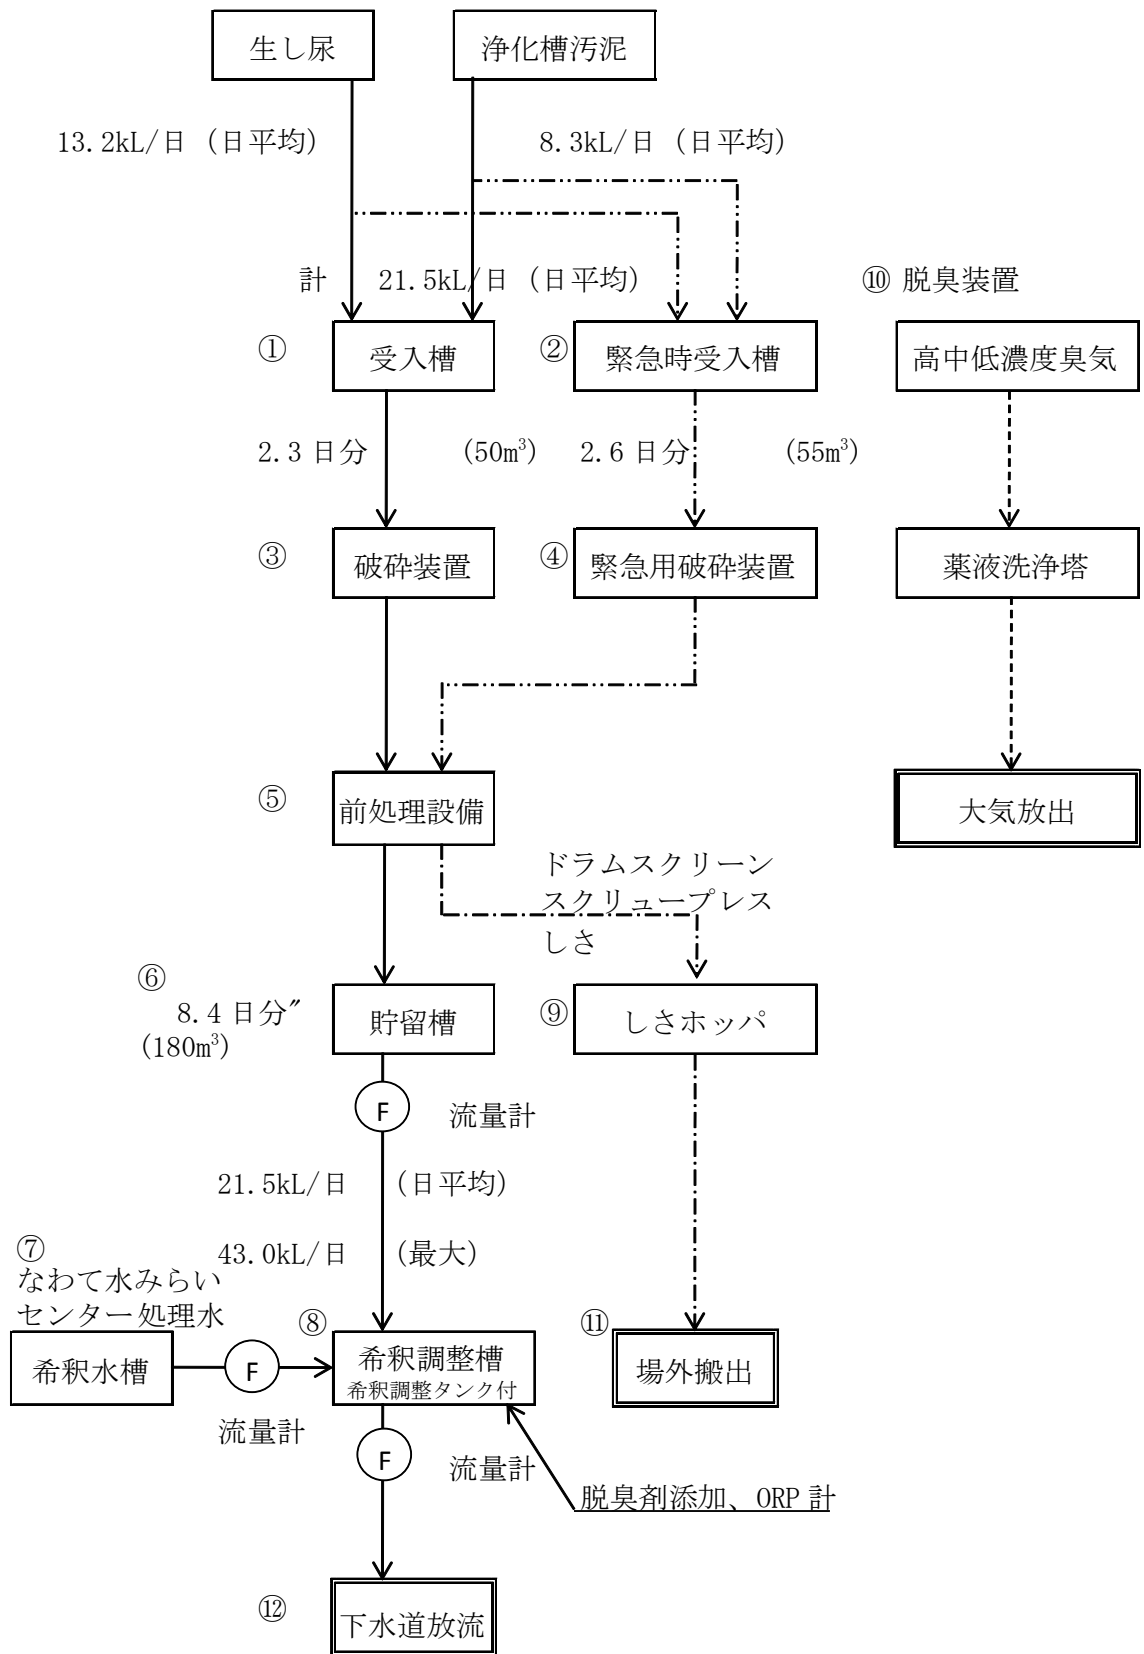 生し尿
浄化槽汚泥
13.2kL/日 (日平均)
8.3kL/日 (日平均)
計 21.5kL/日 (日平均)
⑩ 脱臭装置
①
受入槽
②
緊急時受入槽
高中低濃度臭気
2.3 日分 (50m³)
2.6 日分 (55m³)
③
破砕装置
④
緊急用破砕装置
薬液洗浄塔
⑤
前処理設備
大気放出
ドラムスクリーン
スクリュープレス
しさ
⑥
8.4 日分〃
(180m³)
貯留槽
⑨
しさホッパ
F
流量計
21.5kL/日 (日平均)
43.0kL/日 (最大)
⑦
なわて水みらい
センター処理水
希釈水槽
F
流量計
⑧
希釈調整槽
希釈調整タンク付
⑪
場外搬出
F
流量計
脱臭剤添加、ORP 計
⑫
下水道放流